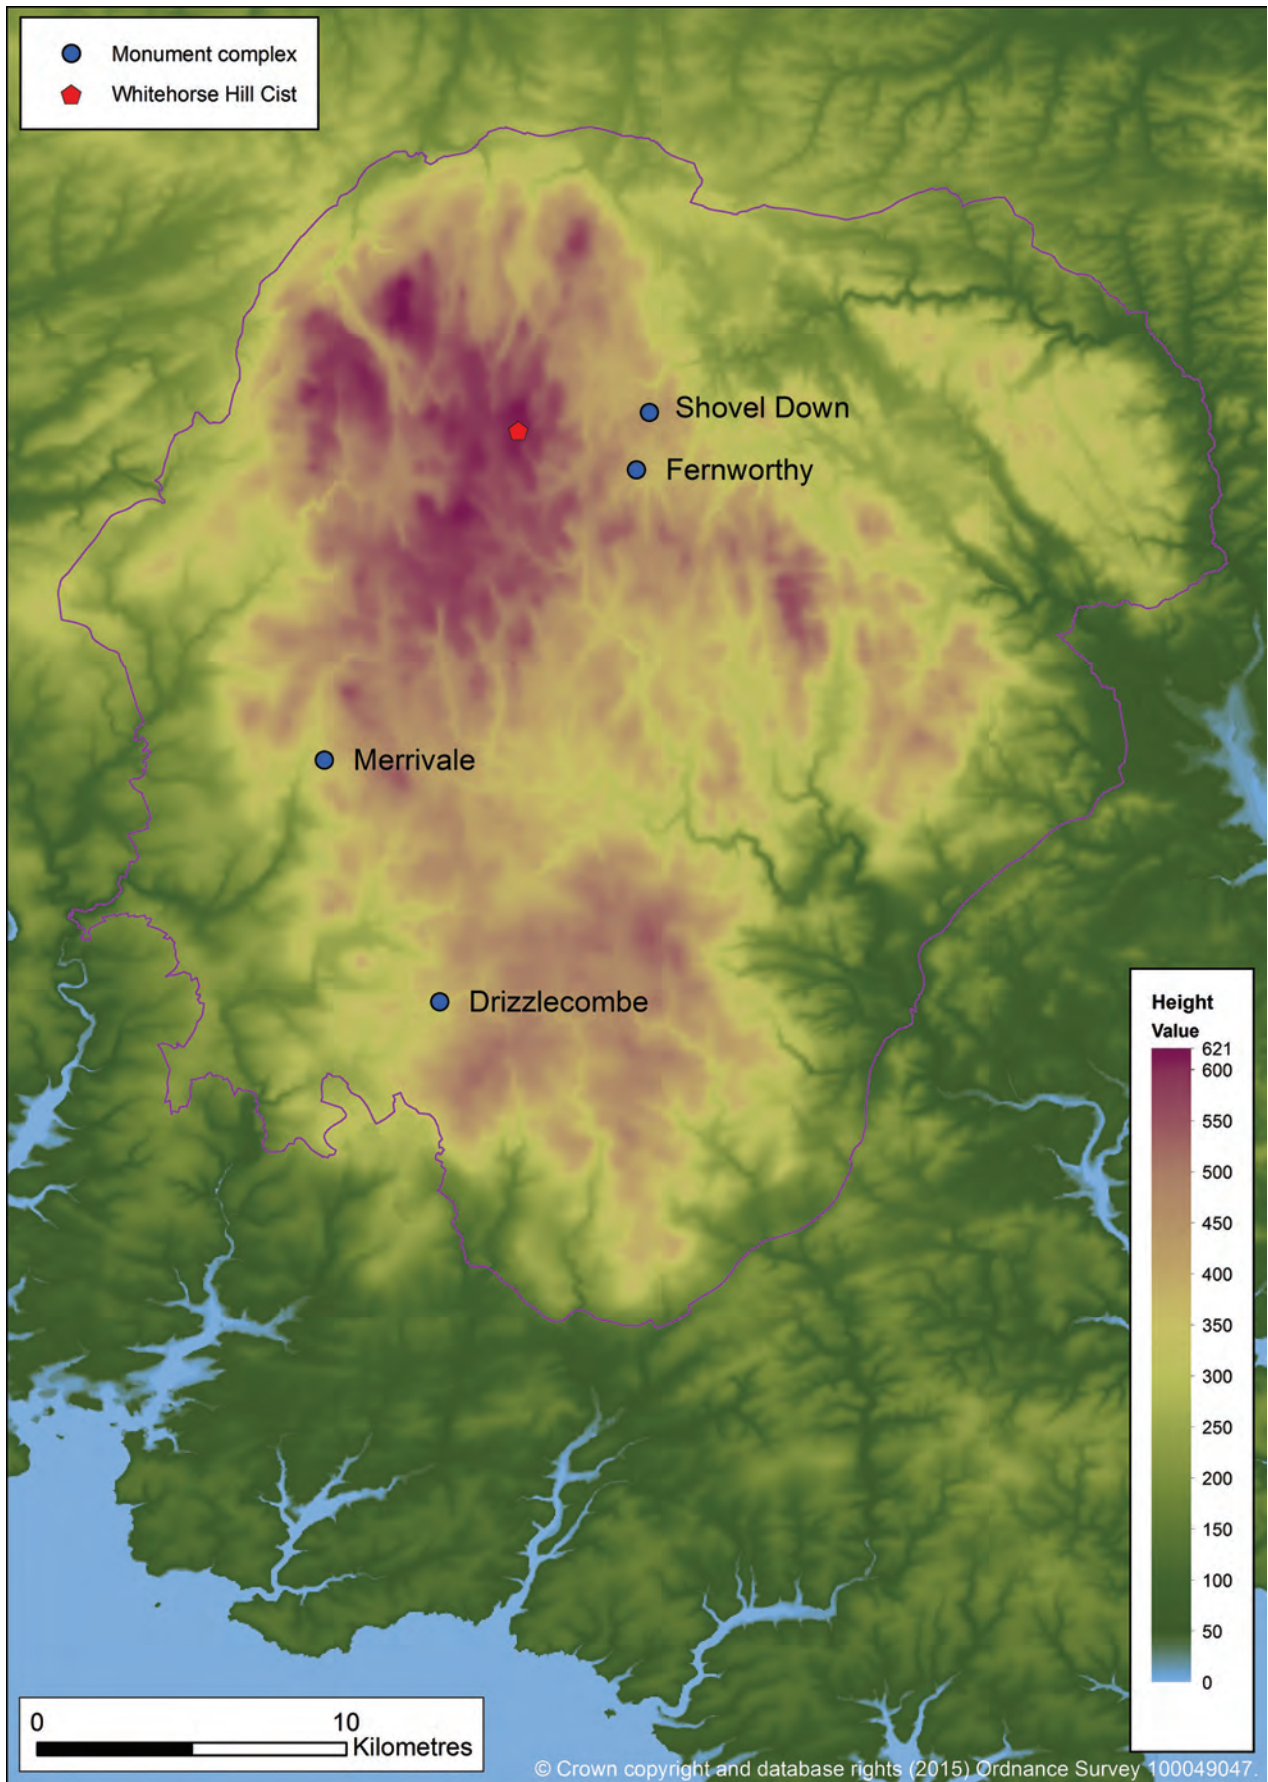 Monument complex
Whitehorse Hill Cist
Shovel Down
Fernworthy
Merrivale
Drizzlecombe
Height
Value
621
600
550
500
450
400
350
300
250
200
150
100
50
0
0 10
Kilometres
© Crown copyright and database rights (2015) Ordnance Survey 100049047.